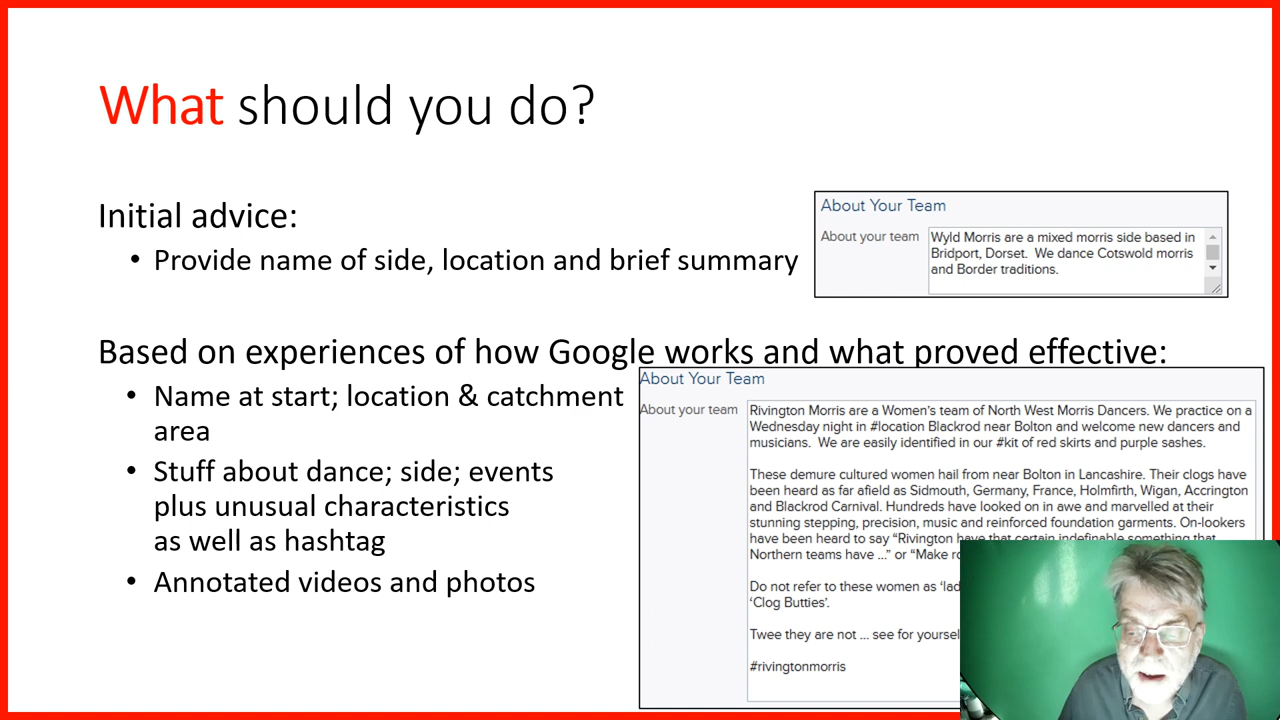 What should you do?
Initial advice:
• Provide name of side, location and brief summary
About Your Team
About your team
Wyld Morris are a mixed morris side based in
Bridport, Dorset. We dance Cotswold morris
and Border traditions.
Based on experiences of how Google works and what proved effective:
• Name at start; location & catchment
area
• Stuff about dance; side; events
plus unusual characteristics
as well as hashtag
• Annotated videos and photos
About Your Team
About your team
Rivington Morris are a Women's team of North West Morris Dancers. We practice on a
Wednesday night in #location Blackrod near Bolton and welcome new dancers and
musicians. We are easily identified in our #kit of red skirts and purple sashes.
These demure cultured women hail from near Bolton in Lancashire. Their clogs have
been heard as far afield as Sidmouth, Germany, France, Holmfirth, Wigan, Accrington
and Blackrod Carnival. Hundreds have looked on in awe and marvelled at their
stunning stepping, precision, music and reinforced foundation garments. On-lookers
have been heard to say “Rivington have that certain indefinable something that
Northern teams have ...” or “Make
Do not refer to these women as
‘Clog Butties’.
Twee they are not ... see for
#rivingtonmorris